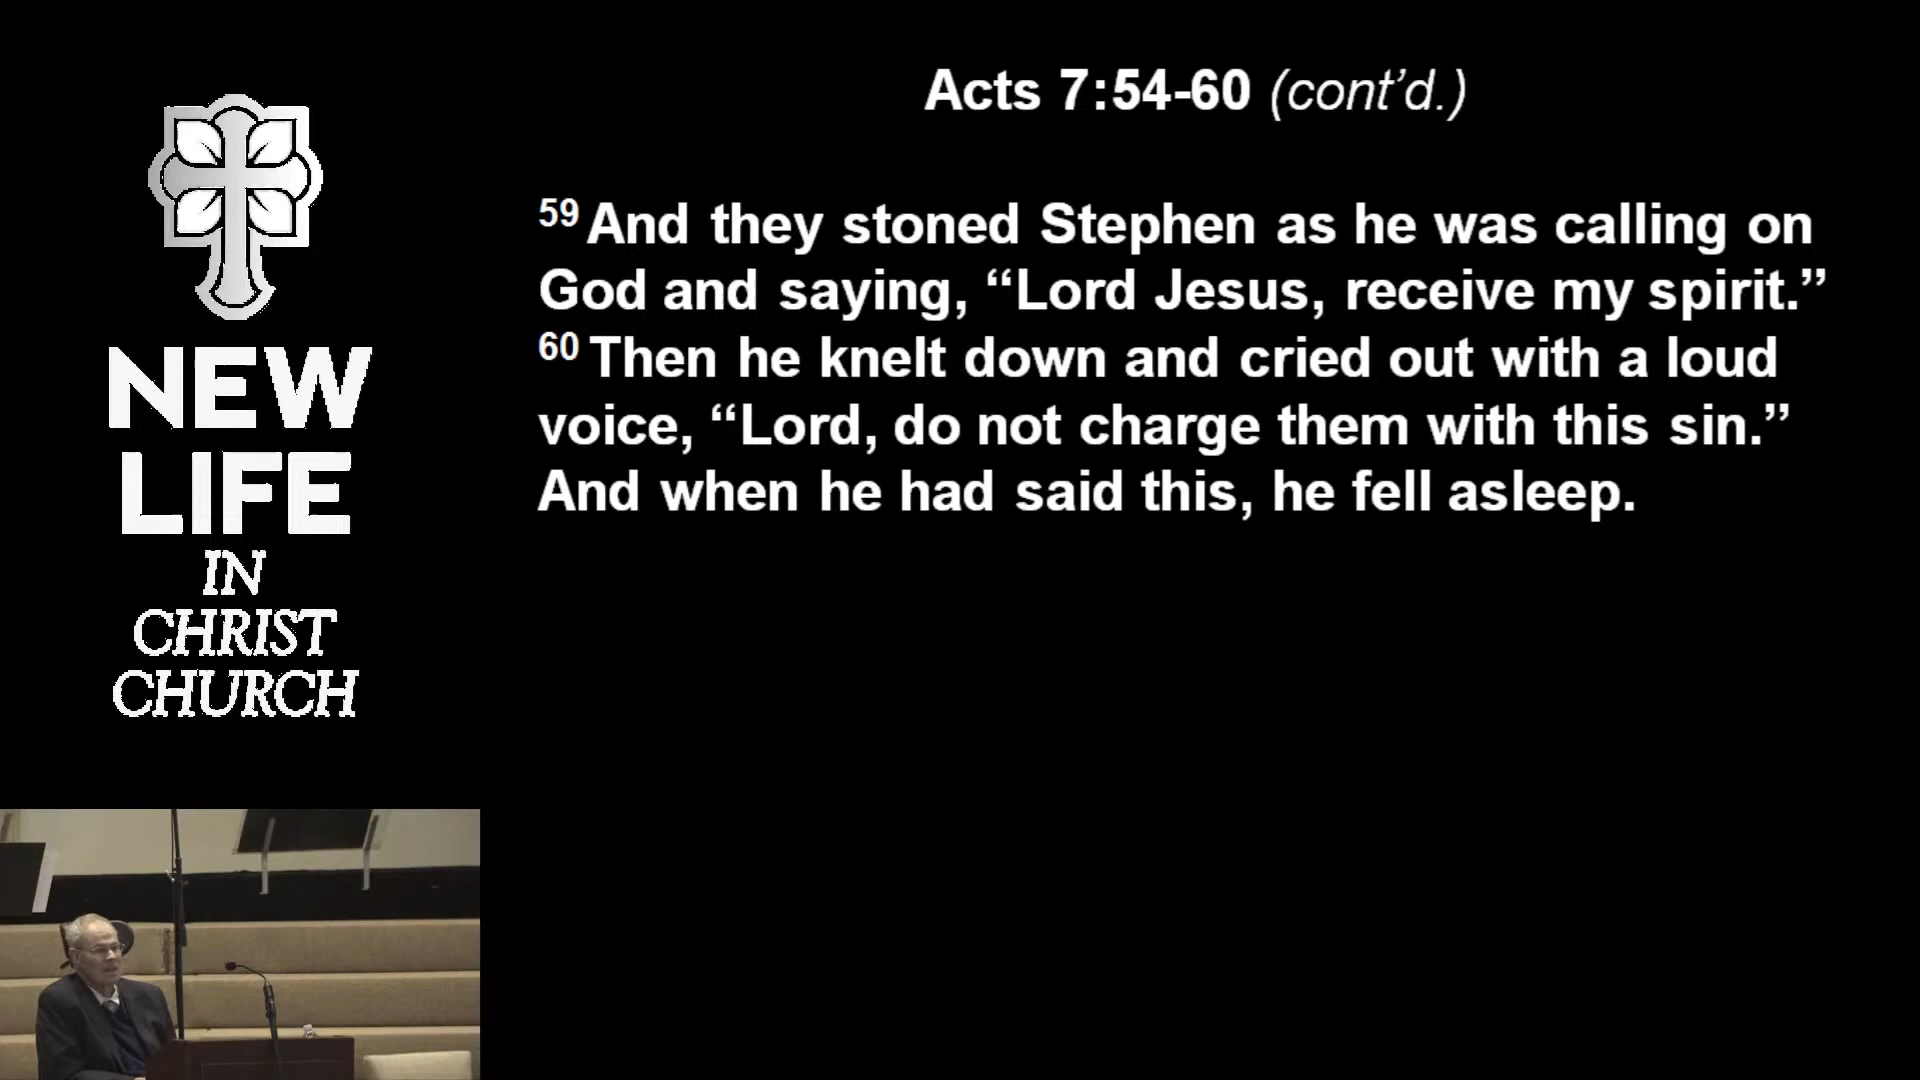 Acts 7:54-60 (cont’d.)
59 And they stoned Stephen as he was calling on
God and saying, “Lord Jesus, receive my spirit.”
60 Then he knelt down and cried out with a loud
voice, “Lord, do not charge them with this sin.”
And when he had said this, he fell asleep.
NEW
LIFE
IN
CHRIST
CHURCH